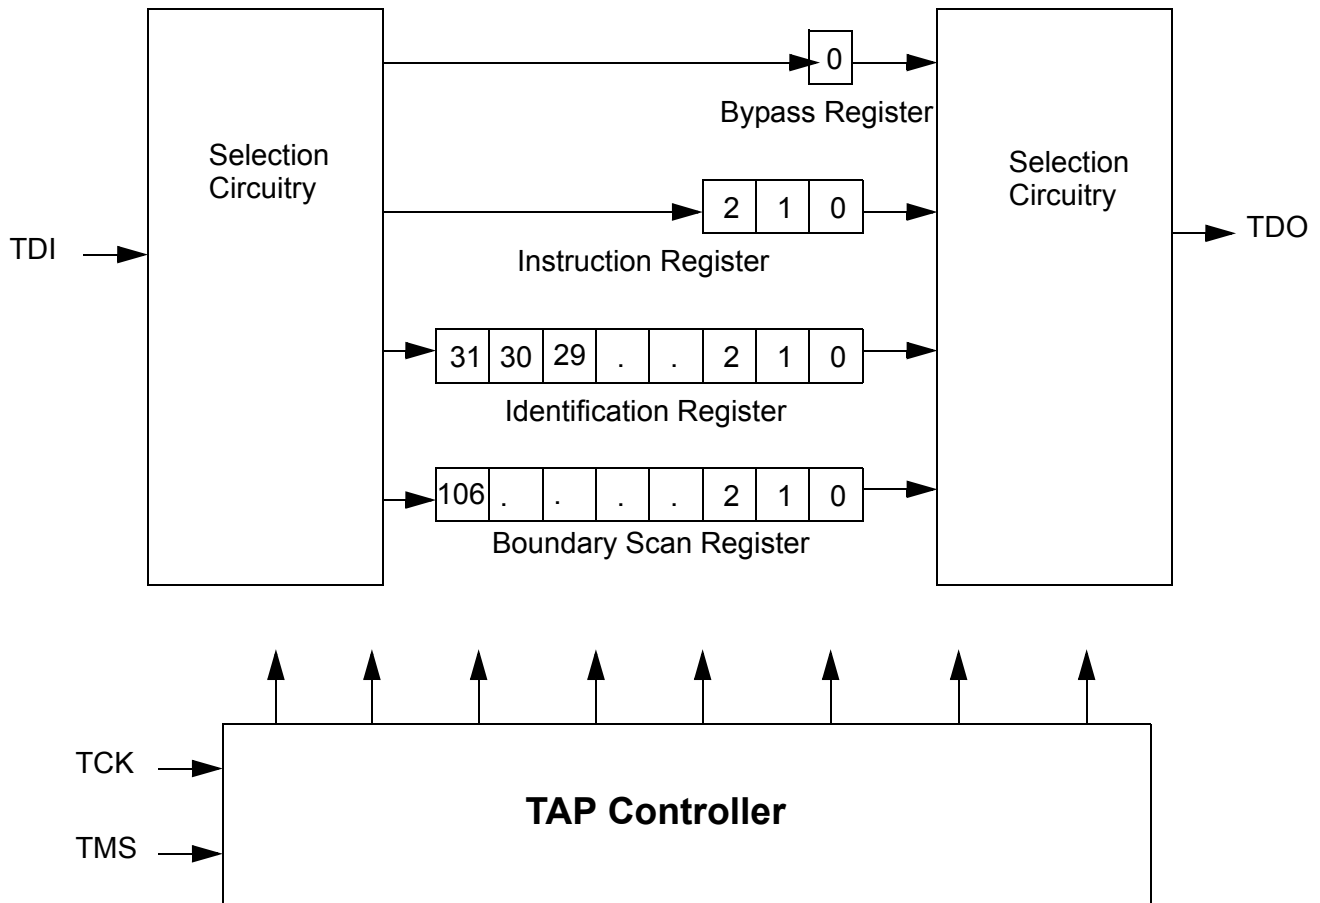 0
Bypass Register
Selection
Circuitry
Selection
Circuitry
2 1 0
TDI
TDO
Instruction Register
31 30 29 . . 2 1 0
Identification Register
106 . . . . 2 1 0
Boundary Scan Register
TCK
TAP Controller
TMS